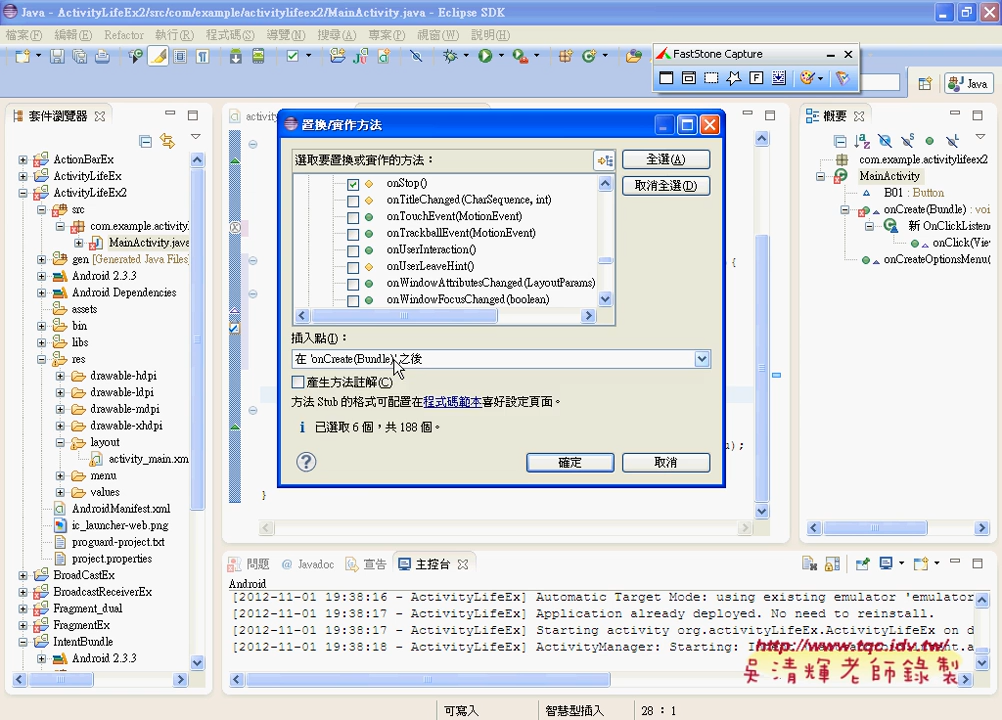 Java - ActivityLifeEx2/src/com/example/activitylifeex2/MainActivity.java - Eclipse SDK
檔案(F) 編輯(E) Refactor 執行(R) 程式碼(S) 導覽(N) 搜尋(A) 專案(P) 視窗(W) 說明(H)
FastStone Capture
Java
套件瀏覽器
ActionBarEx
ActivityLifeEx
ActivityLifeEx2
src
com.example.activity
MainActivity.java
gen [Generated Java Files]
Android 2.3.3
Android Dependencies
assets
bin
libs
res
drawable-hdpi
drawable-ldpi
drawable-mdpi
drawable-xhdpi
layout
activity_main.xm
menu
values
AndroidManifest.xml
ic_launcher-web.png
proguard-project.txt
project.properties
BroadCastEx
BroadcastReceiverEx
Fragment_dual
FragmentEx
IntentBundle
Android 2.3.3
activity
{
);
}
置換/實作方法
選取要置換或實作的方法：
全選(A)
取消全選(D)
onStop()
onTitleChanged(CharSequence, int)
onTouchEvent(MotionEvent)
onTrackballEvent(MotionEvent)
onUserInteraction()
onUserLeaveHint()
onWindowAttributesChanged(LayoutParams)
onWindowFocusChanged(boolean)
插入點(I)：
在 'onCreate(Bundle)' 之後
產生方法註解(C)
方法 Stub 的格式可配置在程式碼範本喜好設定頁面。
已選取 6 個，共 188 個。
確定 取消
概要
com.example.activitylifeex2
MainActivity
B01 : Button
onCreate(Bundle) : voi
新 OnClickListene
onClick(View
onCreateOptionsMenu(
問題 @ Javadoc 宣告 主控台
Android
[2012-11-01 19:38:16 - ActivityLifeEx] Automatic Target Mode: using existing emulator 'emulator
[2012-11-01 19:38:17 - ActivityLifeEx] Application already deployed. No need to reinstall.
[2012-11-01 19:38:17 - ActivityLifeEx] Starting activity org.activityLifeEx.ActivityLifeEx on d
[2012-11-01 19:38:18 - ActivityLifeEx] ActivityManager: Starting:
http://www.tqc.idv.tw/
吳清輝老師錄製
可寫入 智慧型插入 28 : 1